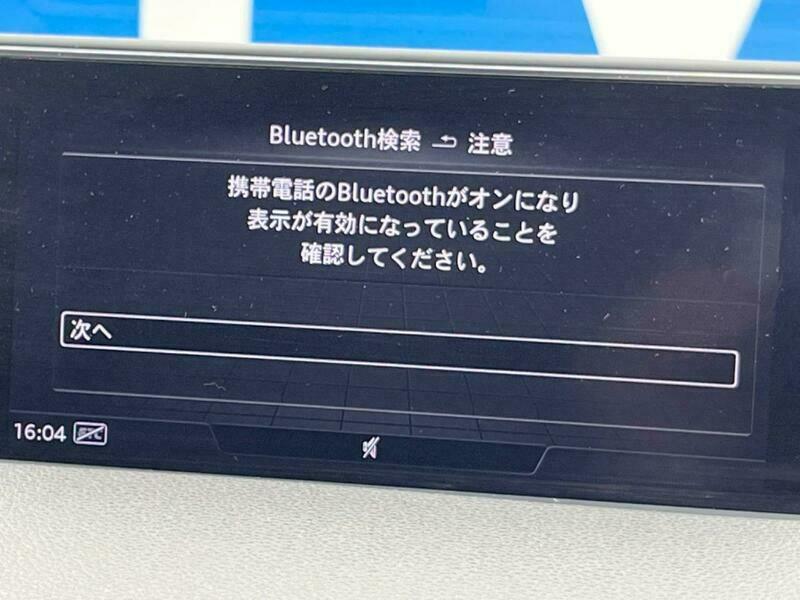 Bluetooth検索 注意
携帯電話のBluetoothがオンになり
表示が有効になっていることを
確認してください。
次へ
16:04 ETC